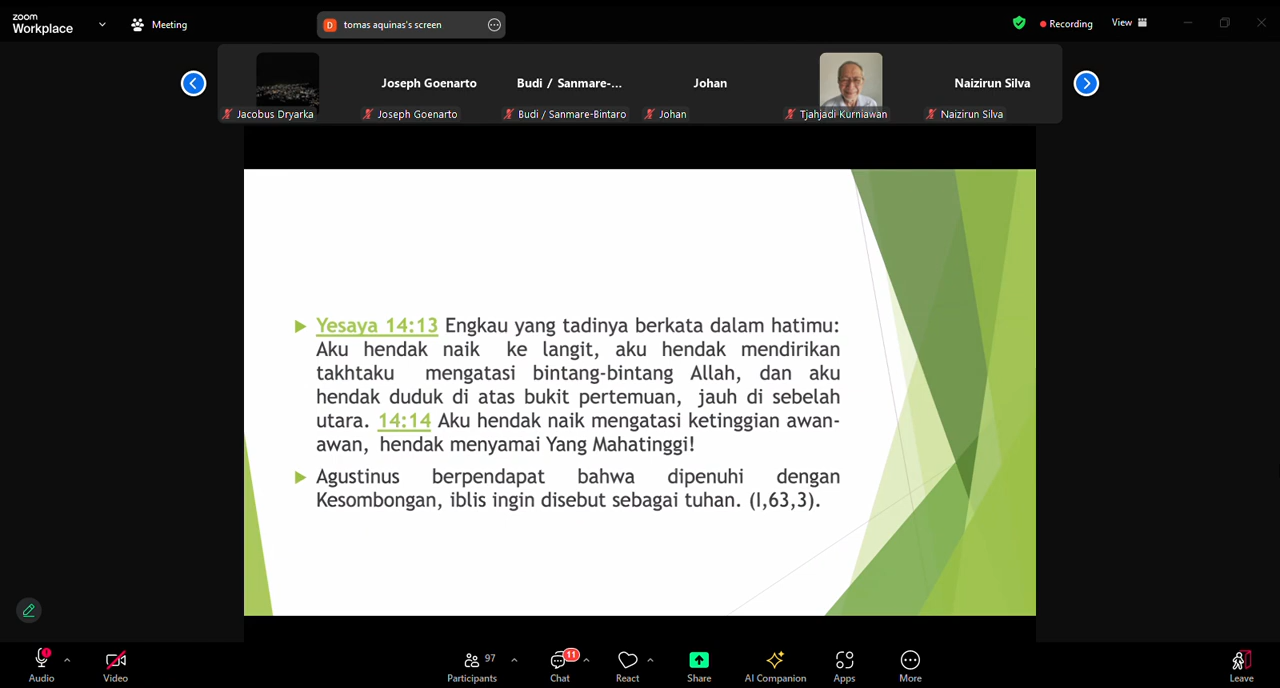 zoom
Workplace
Meeting
D tomas aquinas's screen
Recording
View
Joseph Goenarto
Budi / Sanmare-...
Johan
Naizirun Silva
Jacobus Dryarka
Joseph Goenarto
Budi / Sanmare-Bintaro
Johan
Tjahjadi Kurniawan
Naizirun Silva
Yesaya 14:13 Engkau yang tadinya berkata dalam hatimu:
Aku hendak naik ke langit, aku hendak mendirikan
takhtaku mengatasi bintang-bintang Allah, dan aku
hendak duduk di atas bukit pertemuan, jauh di sebelah
utara. 14:14 Aku hendak naik mengatasi ketinggian awan-
awan, hendak menyamai Yang Mahatinggi!
Agustinus berpendapat bahwa dipenuhi dengan
Kesombongan, iblis ingin disebut sebagai tuhan. (I,63,3).
97
11
Audio
Video
Participants
Chat
React
Share
AI Companion
Apps
More
Leave